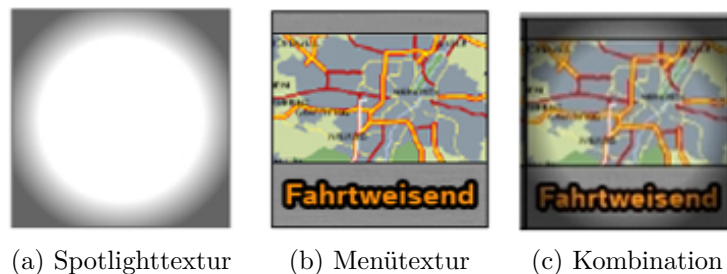 Fahrtweisend
Fahrtweisend
(a) Spotlighttextur
(b) Menütextur
(c) Kombination